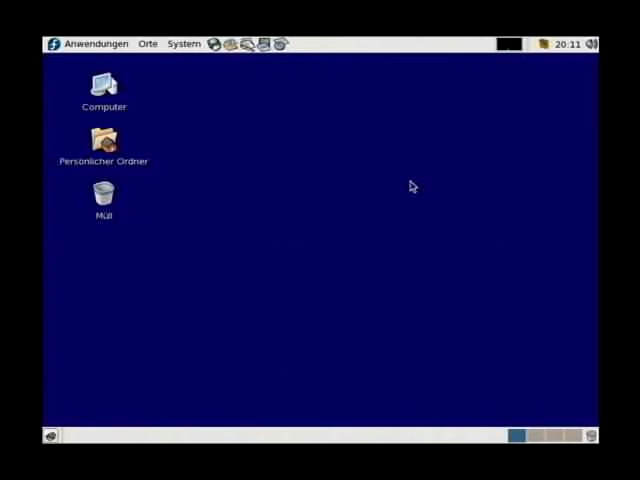 Anwendungen Orte System 20:11
Computer
Persönlicher Ordner
Müll